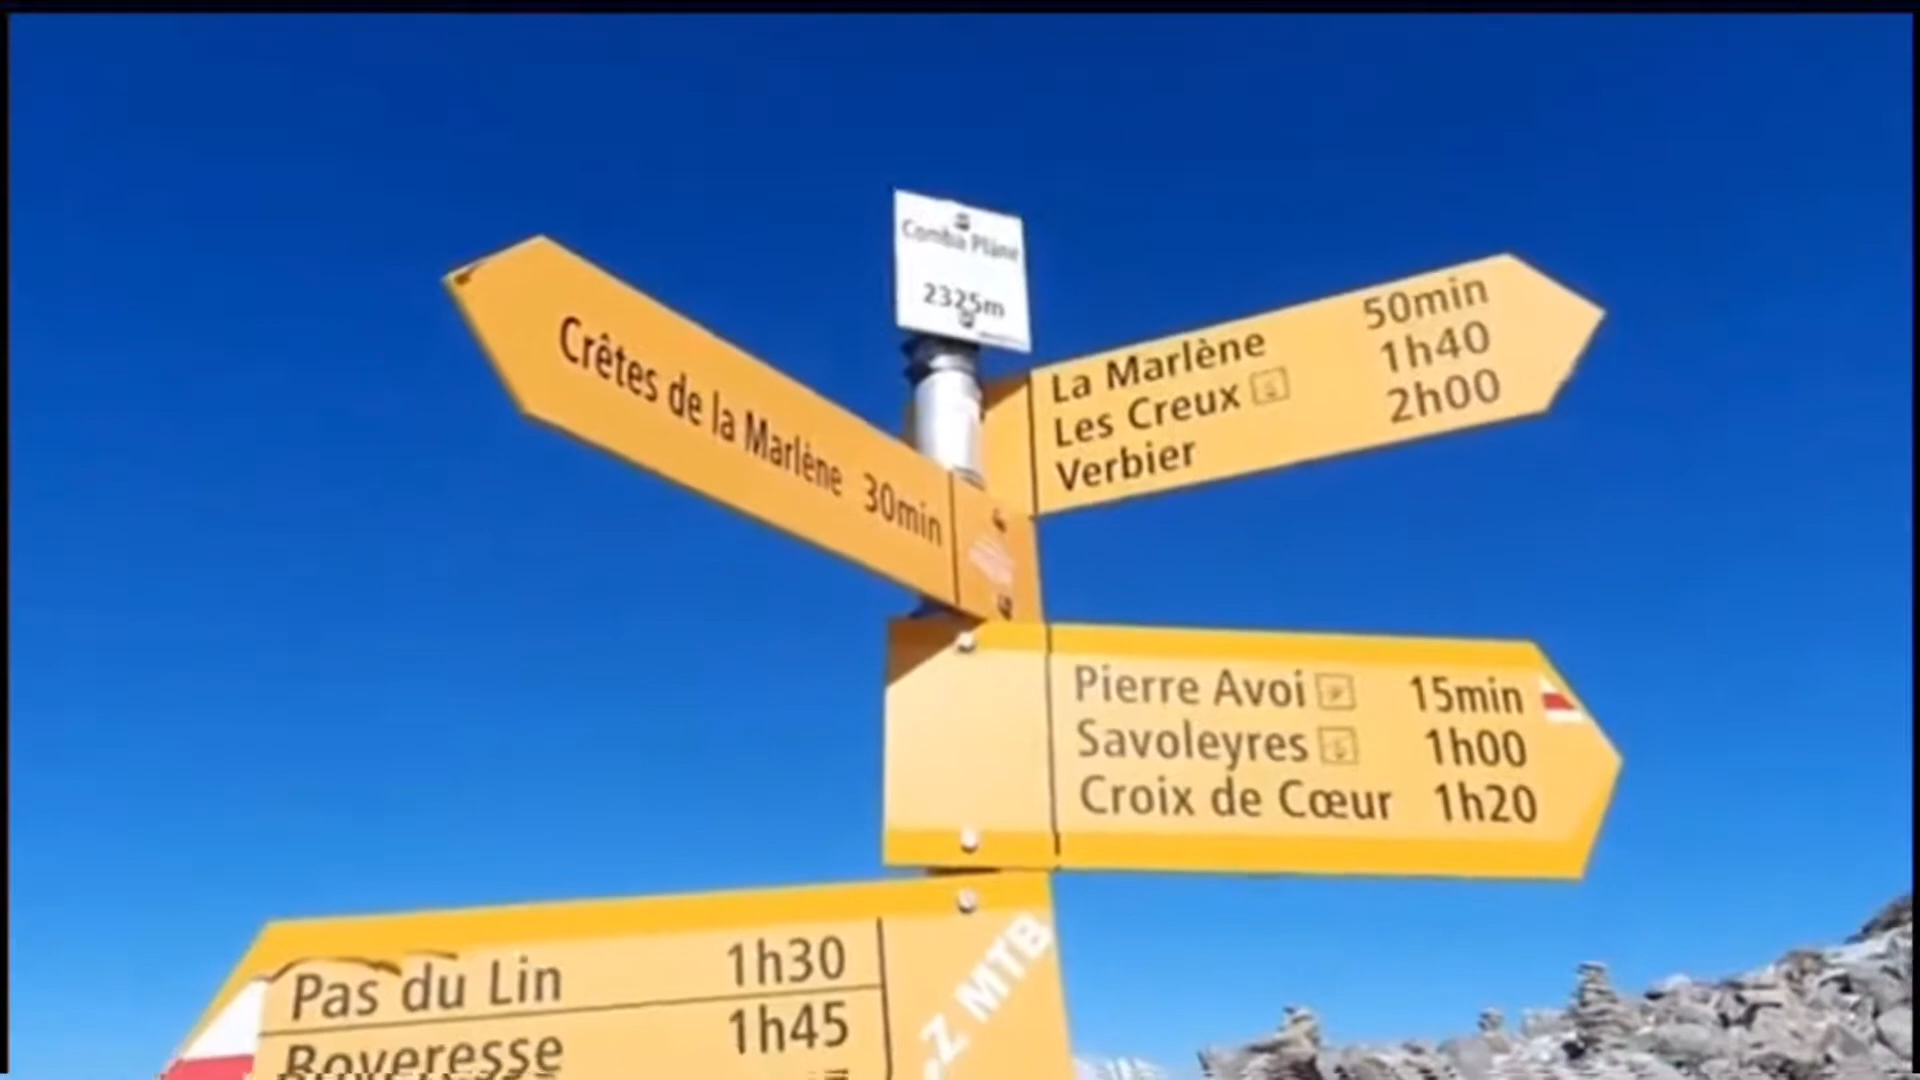 Comba Plâne
2325m
Crêtes de la Marlène 30min
La Marlène 50min
Les Creux 1h40
Verbier 2h00
Pierre Avoi 15min
Savoleyres 1h00
Croix de Cœur 1h20
Pas du Lin 1h30
Boveresse 1h45
Z MTB